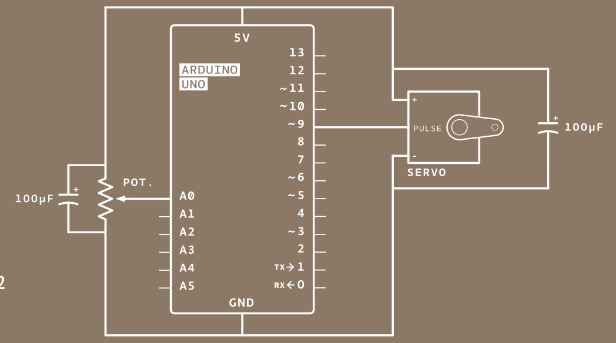 5V
ARDUINO
UNO
13
12
~11
~10
~9
8
7
~6
~5
4
~3
2
TX→1
RX←0
A0
A1
A2
A3
A4
A5
GND
POT.
100µF
+
+
PULSE
-
SERVO
+
100µF
2